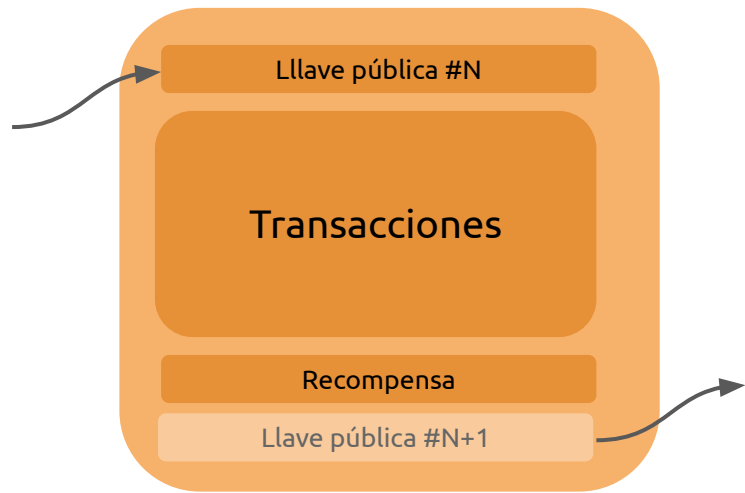 Lllave pública #N
Transacciones
Recompensa
Llave pública #N+1